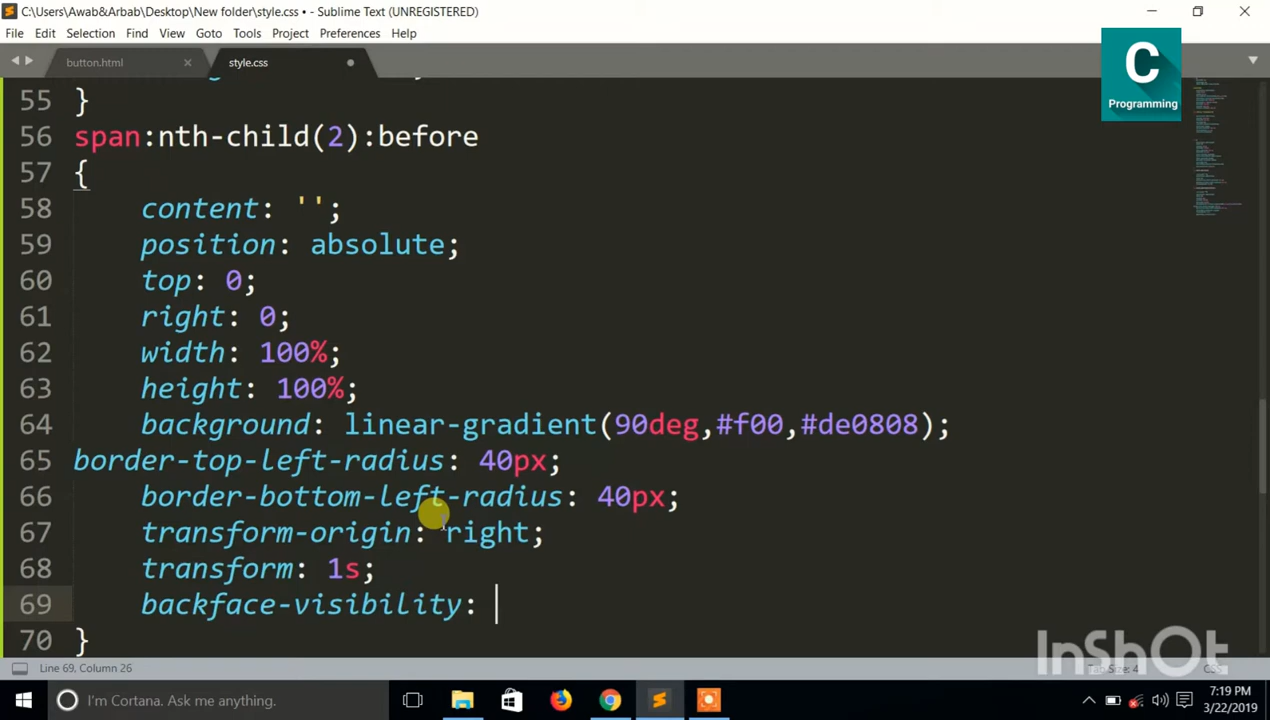 C:\Users\Awab&Arbab\Desktop\New folder\style.css • - Sublime Text (UNREGISTERED)
File Edit Selection Find View Goto Tools Project Preferences Help
button.html style.css
C
Programming
55 }
56 span:nth-child(2):before
57 {
58 content: '';
59 position: absolute;
60 top: 0;
61 right: 0;
62 width: 100%;
63 height: 100%;
64 background: linear-gradient(90deg,#f00,#de0808);
65 border-top-left-radius: 40px;
66 border-bottom-left-radius: 40px;
67 transform-origin: right;
68 transform: 1s;
69 backface-visibility:
70 }
InShOt
Line 69, Column 26 Tab Size: 4 CSS
I'm Cortana. Ask me anything.
7:19 PM
3/22/2019